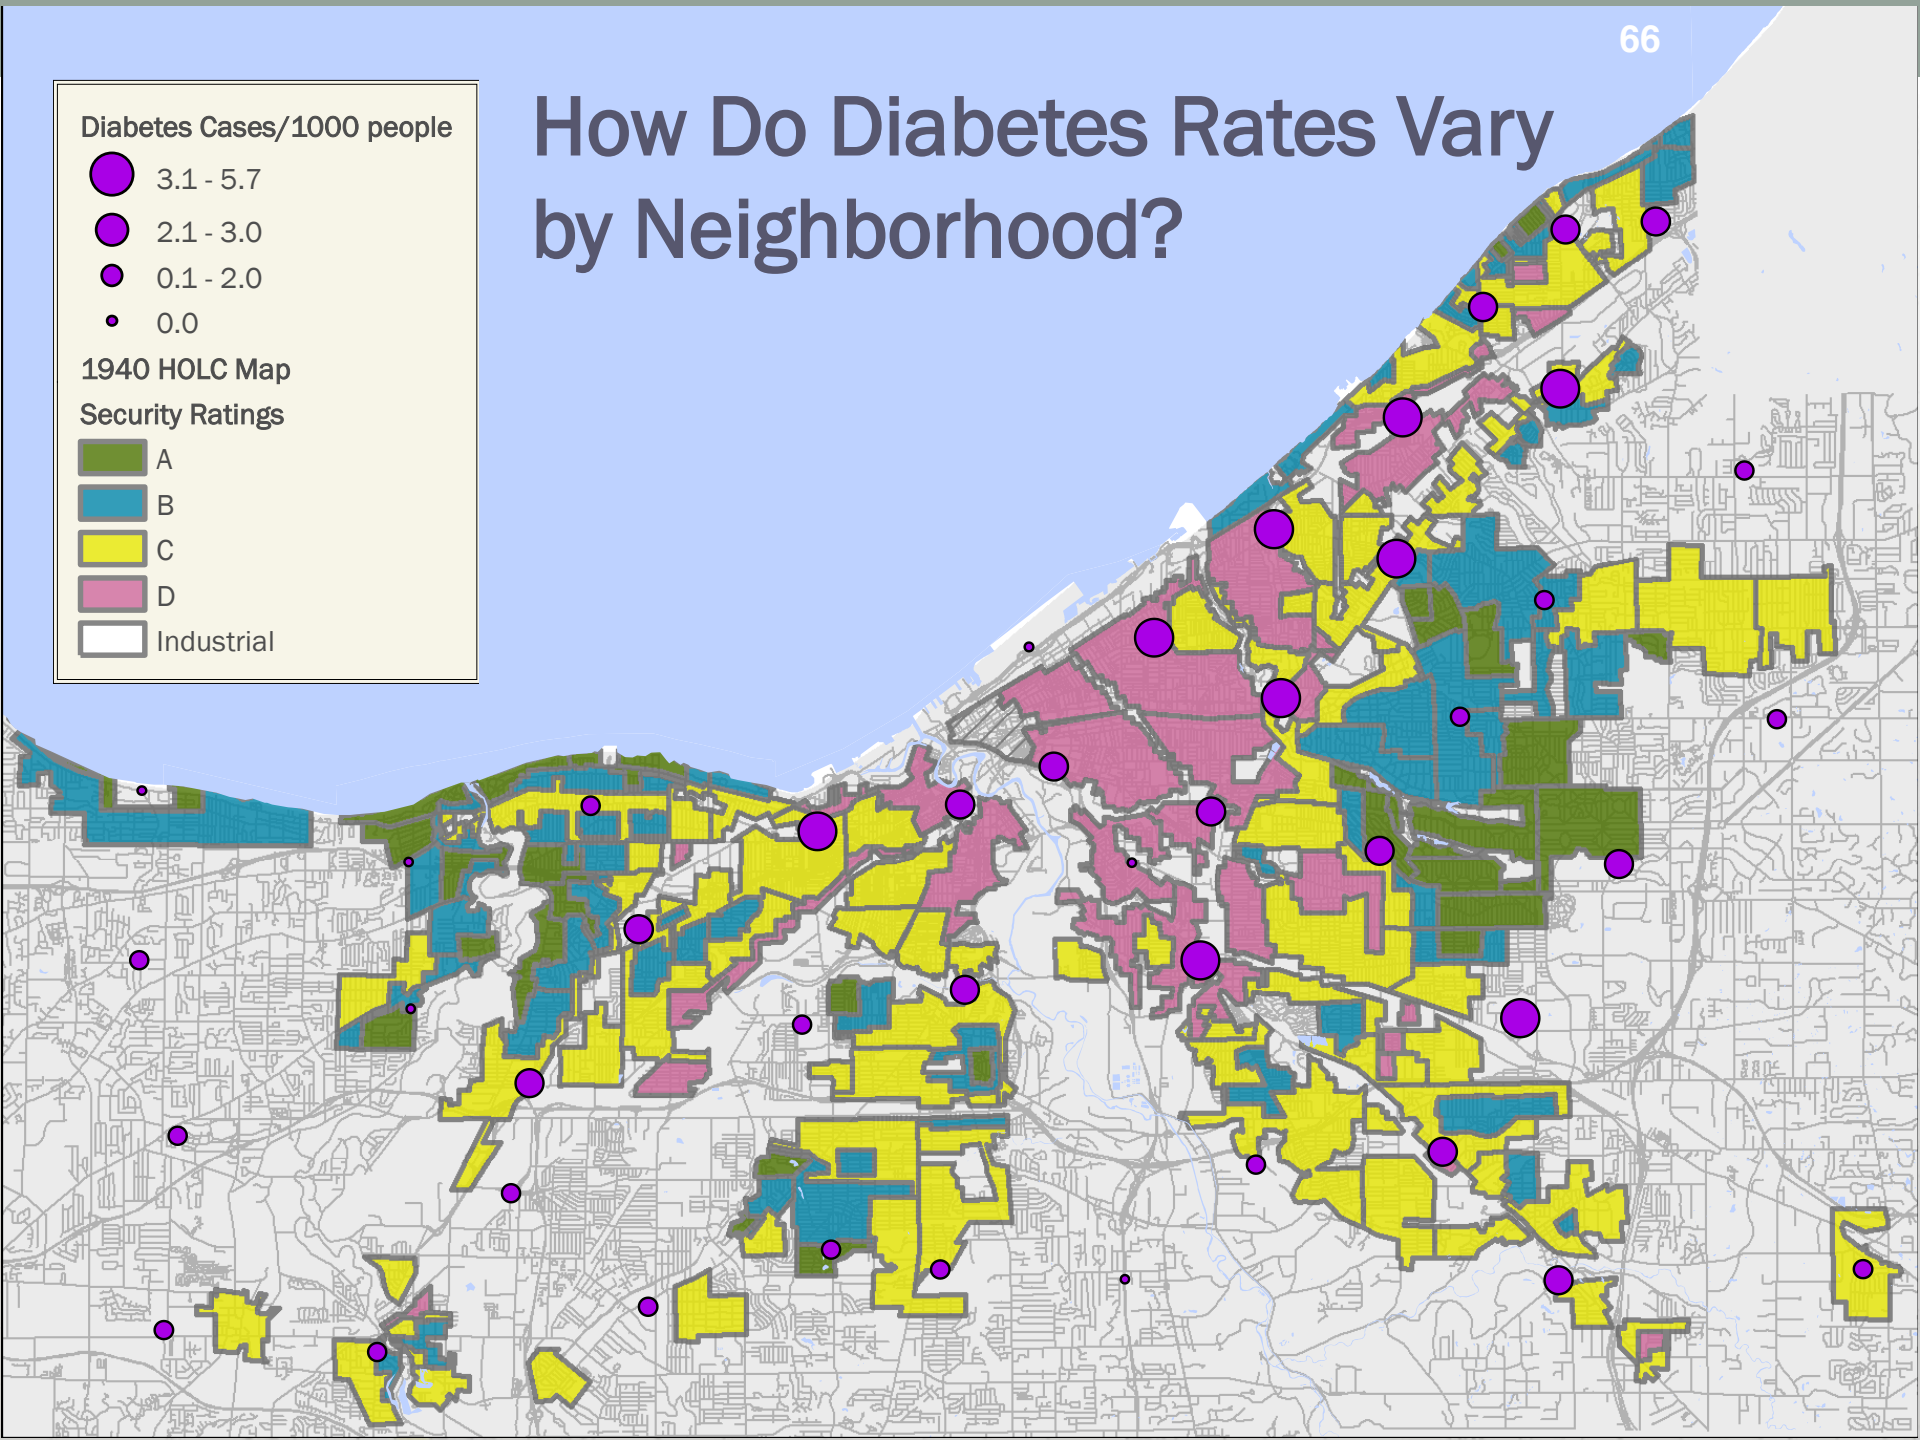 66
How Do Diabetes Rates Vary
by Neighborhood?
Diabetes Cases/1000 people
3.1 - 5.7
2.1 - 3.0
0.1 - 2.0
0.0
1940 HOLC Map
Security Ratings
A
B
C
D
Industrial